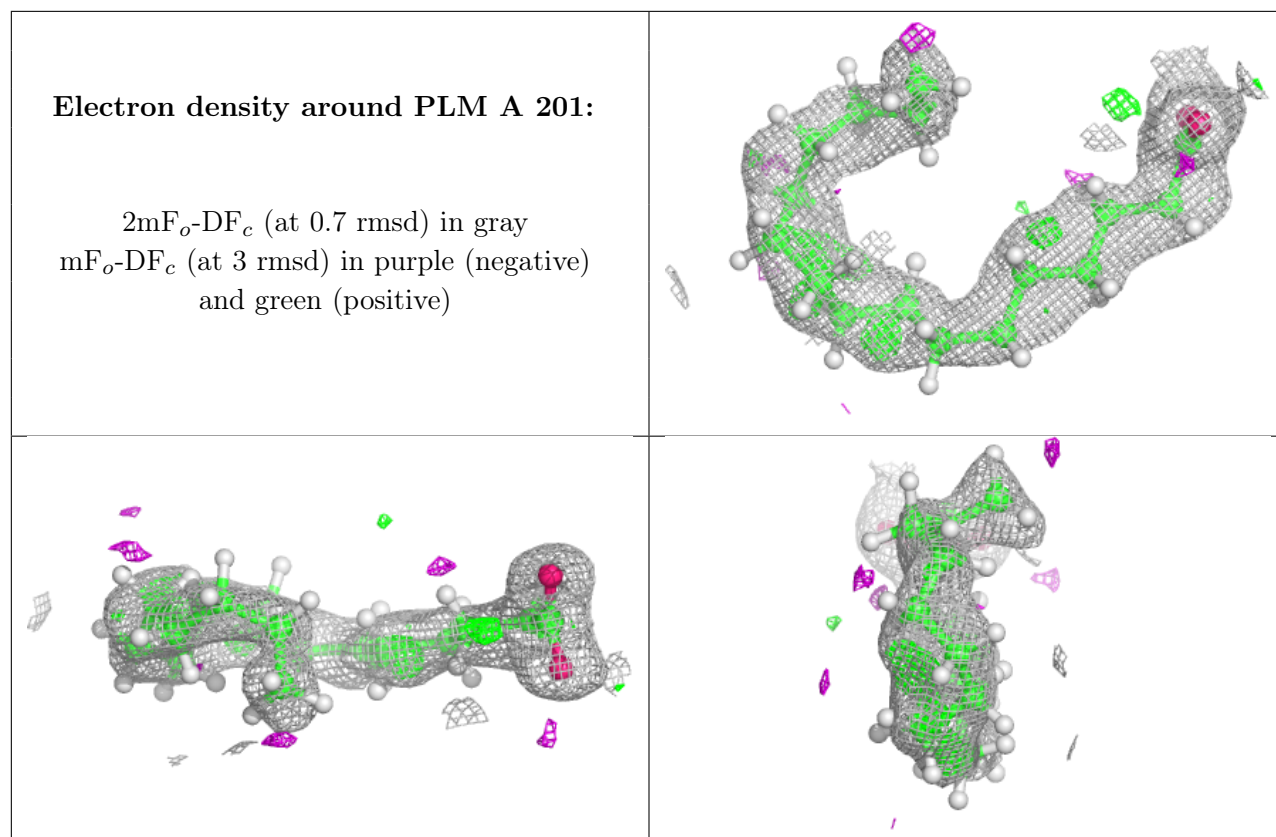 Electron density around PLM A 201:
2mFₒ-DF𝒸 (at 0.7 rmsd) in gray
mFₒ-DF𝒸 (at 3 rmsd) in purple (negative)
and green (positive)